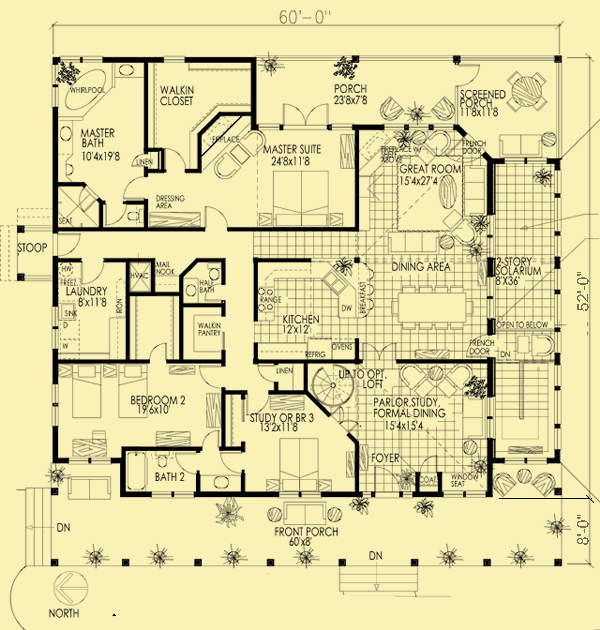 60'-0"
WHIRLPOOL
WALKIN
CLOSET
PORCH
23'8x7'8
SCREENED
PORCH
11'8x11'8
MASTER
BATH
10'4x19'8
LINEN
FIREPLACE
MASTER SUITE
24'8x11'8
FIREPLACE W/
ABOVE
FRENCH
DOOR
GREAT ROOM
15'4x27'4
SEAT
DRESSING
AREA
STOOP
HW
FREEZ
LAUNDRY
8'x11'8
SINK
D
W
IRON
HVAC
MAIL
NOOK
HALF
BATH
WALKIN
PANTRY
RANGE
KITCHEN
12'x12'
DW
BREAKFAST
OVENS
REFRIG
DINING AREA
2-STORY
SOLARIUM
8'X36'
OPEN TO BELOW
FRENCH
DOOR
DN
52'-0"
BEDROOM 2
19'6x10'
LINEN
UP TO OPT.
LOFT
STUDY OR BR 3
13'2x11'8
PARLOR,STUDY,
FORMAL DINING
15'4x15'4
BATH 2
FOYER
COATS
WINDOW
SEAT
DN
FRONT PORCH
60'x8'
DN
8'-0"
NORTH